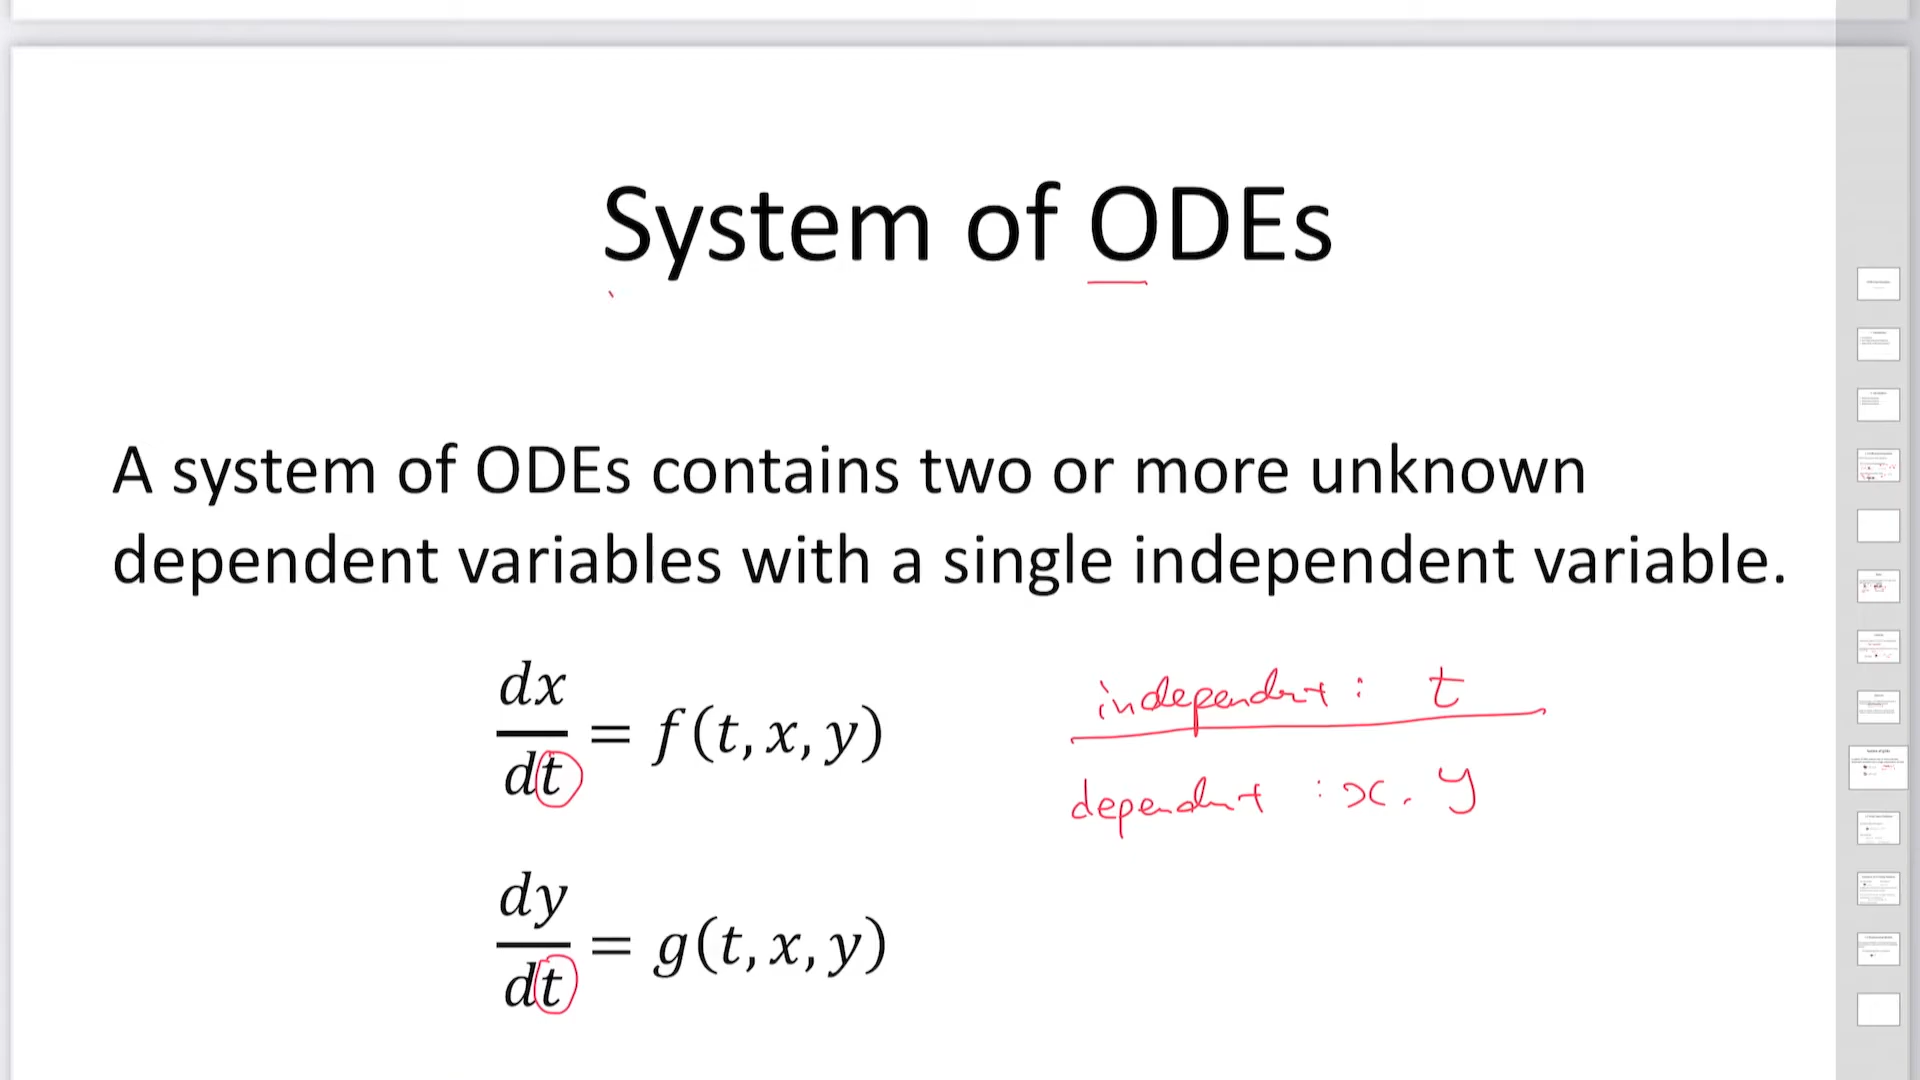 System of ODEs
A system of ODEs contains two or more unknown
dependent variables with a single independent variable.
dx/dt = f(t, x, y)
independent : t
dependent : x, y
dy/dt = g(t, x, y)